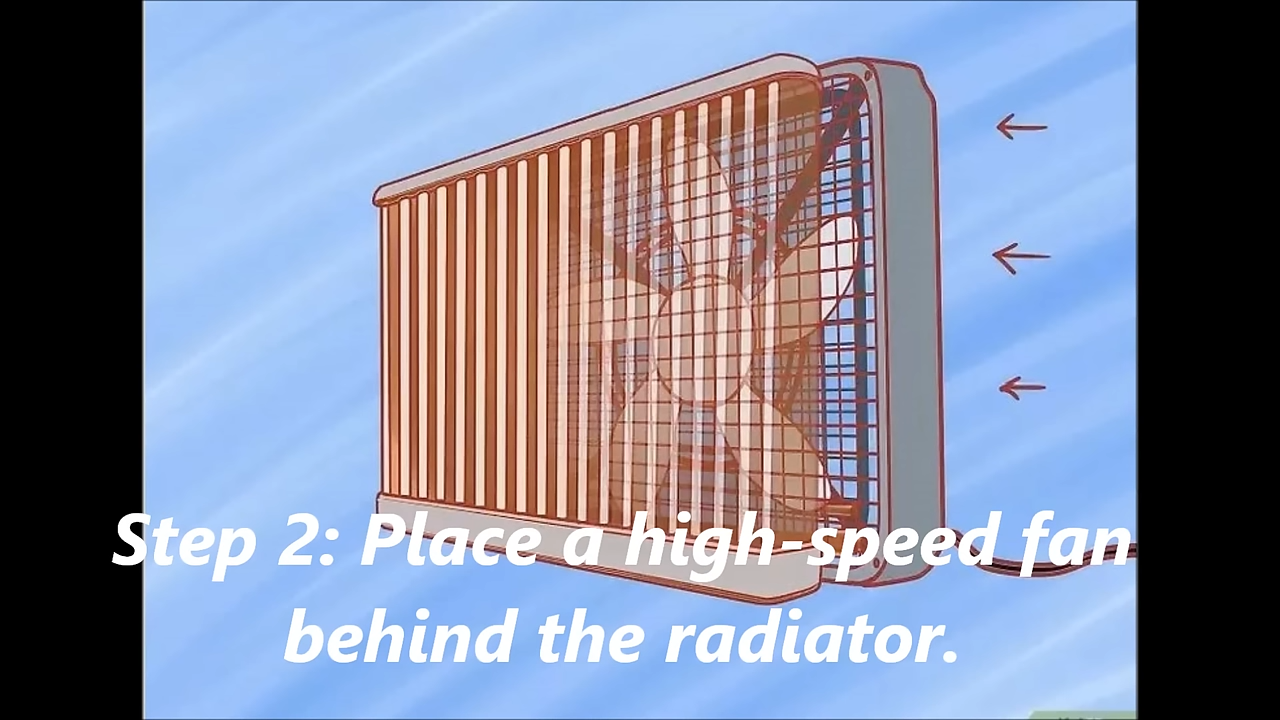 Step 2: Place a high-speed fan
behind the radiator.